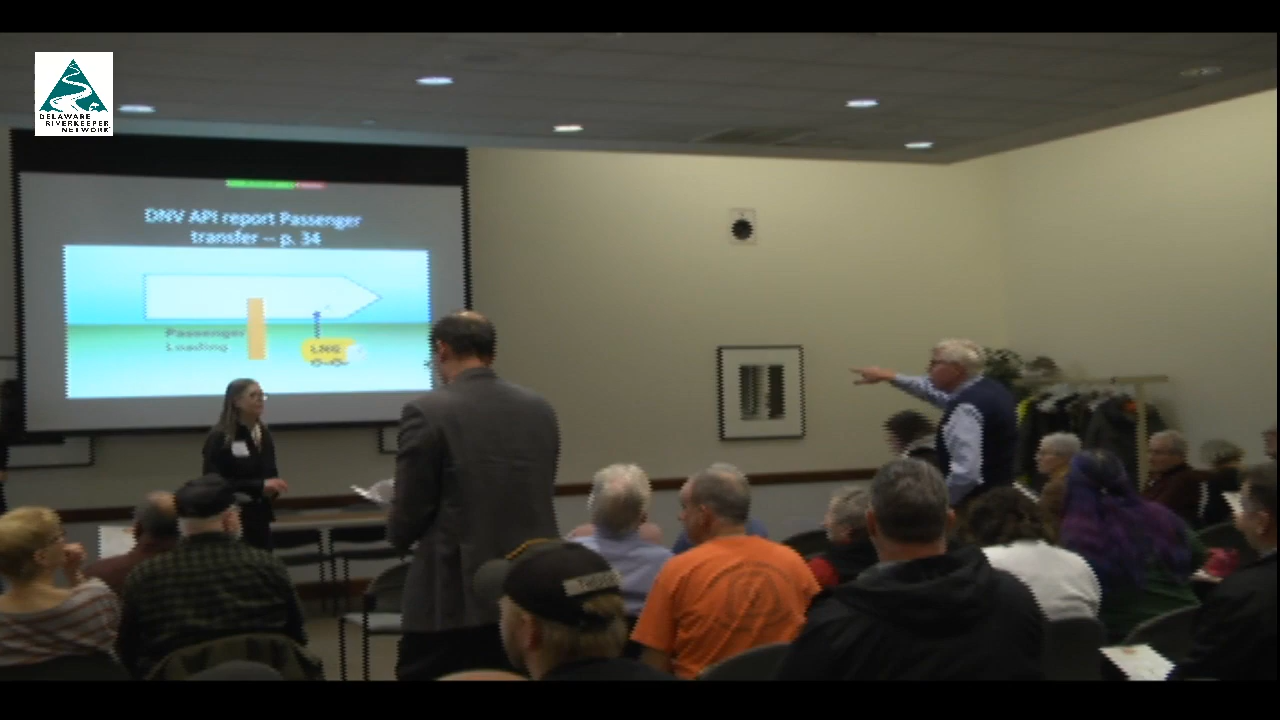 DELAWARE
RIVERKEEPER
NETWORK
DNV API report Passenger
transfer -- p. 34
Passenger
Loading
LNG